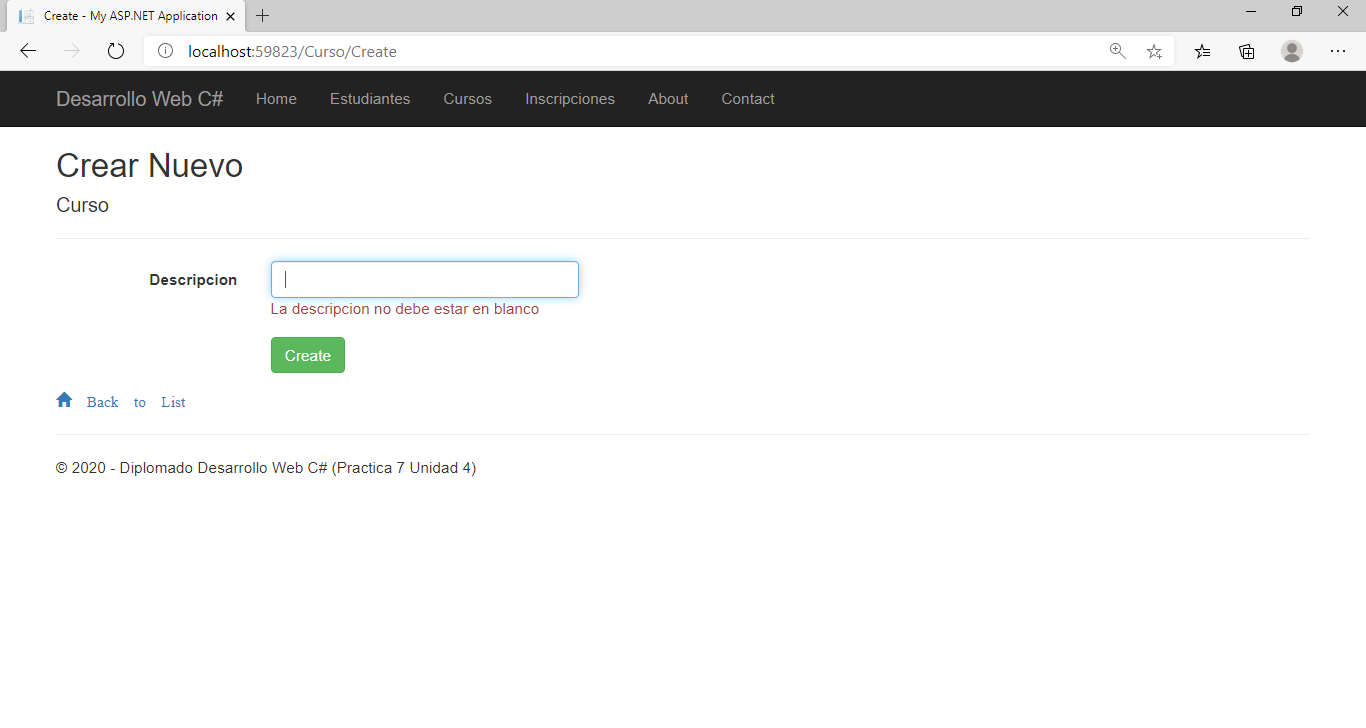 Create - My ASP.NET Application
localhost:59823/Curso/Create
Desarrollo Web C# Home Estudiantes Cursos Inscripciones About Contact
Crear Nuevo
Curso
Descripcion
La descripcion no debe estar en blanco
Create
Back to List
© 2020 - Diplomado Desarrollo Web C# (Practica 7 Unidad 4)